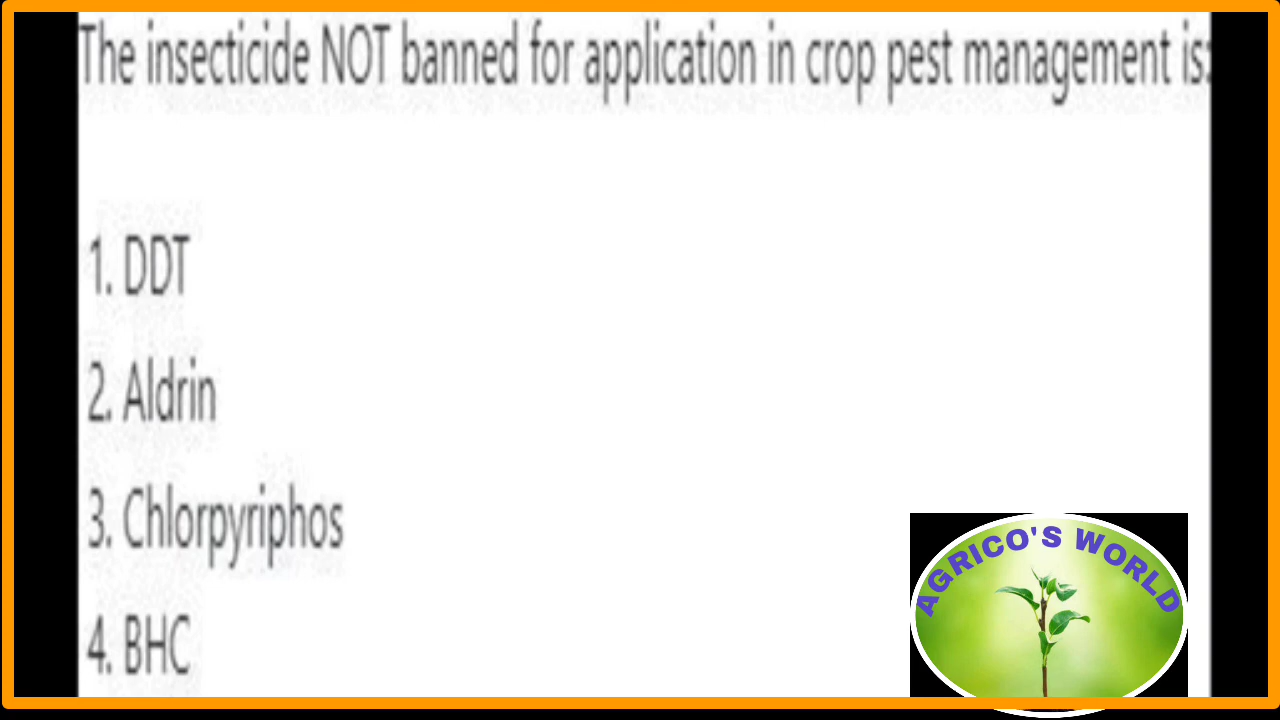 The insecticide NOT banned for application in crop pest management is:
1. DDT
2. Aldrin
3. Chlorpyriphos
4. BHC
AGRICO'S WORLD